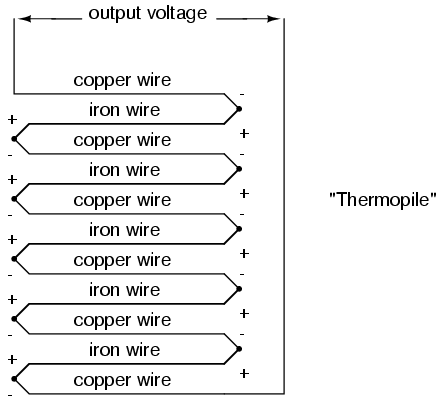 output voltage
copper wire
-
iron wire
+
+
copper wire
-
-
iron wire
+
+
copper wire
"Thermopile"
-
-
iron wire
+
+
copper wire
-
-
iron wire
+
+
copper wire
-
-
iron wire
+
+
copper wire
-